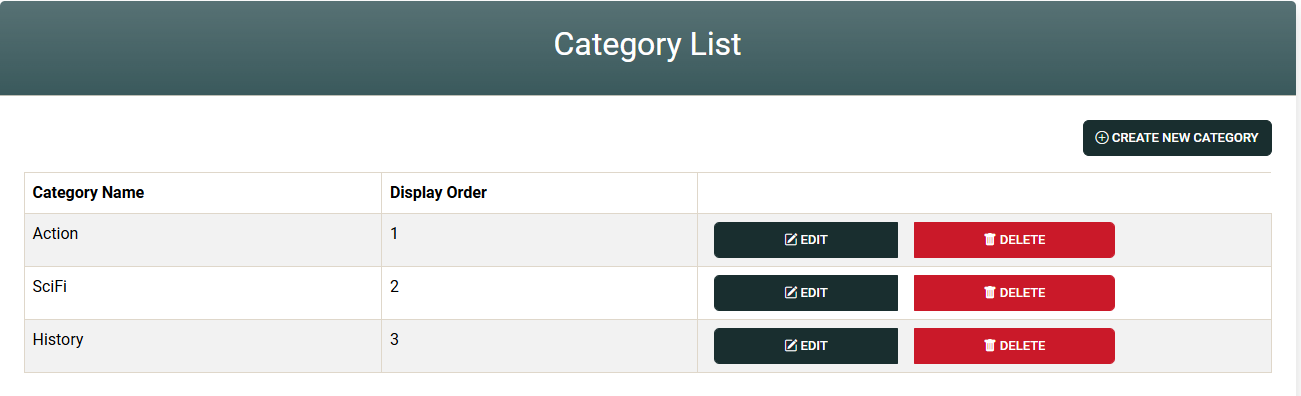 Category List
CREATE NEW CATEGORY
Category Name Display Order
Action 1 EDIT DELETE
SciFi 2 EDIT DELETE
History 3 EDIT DELETE